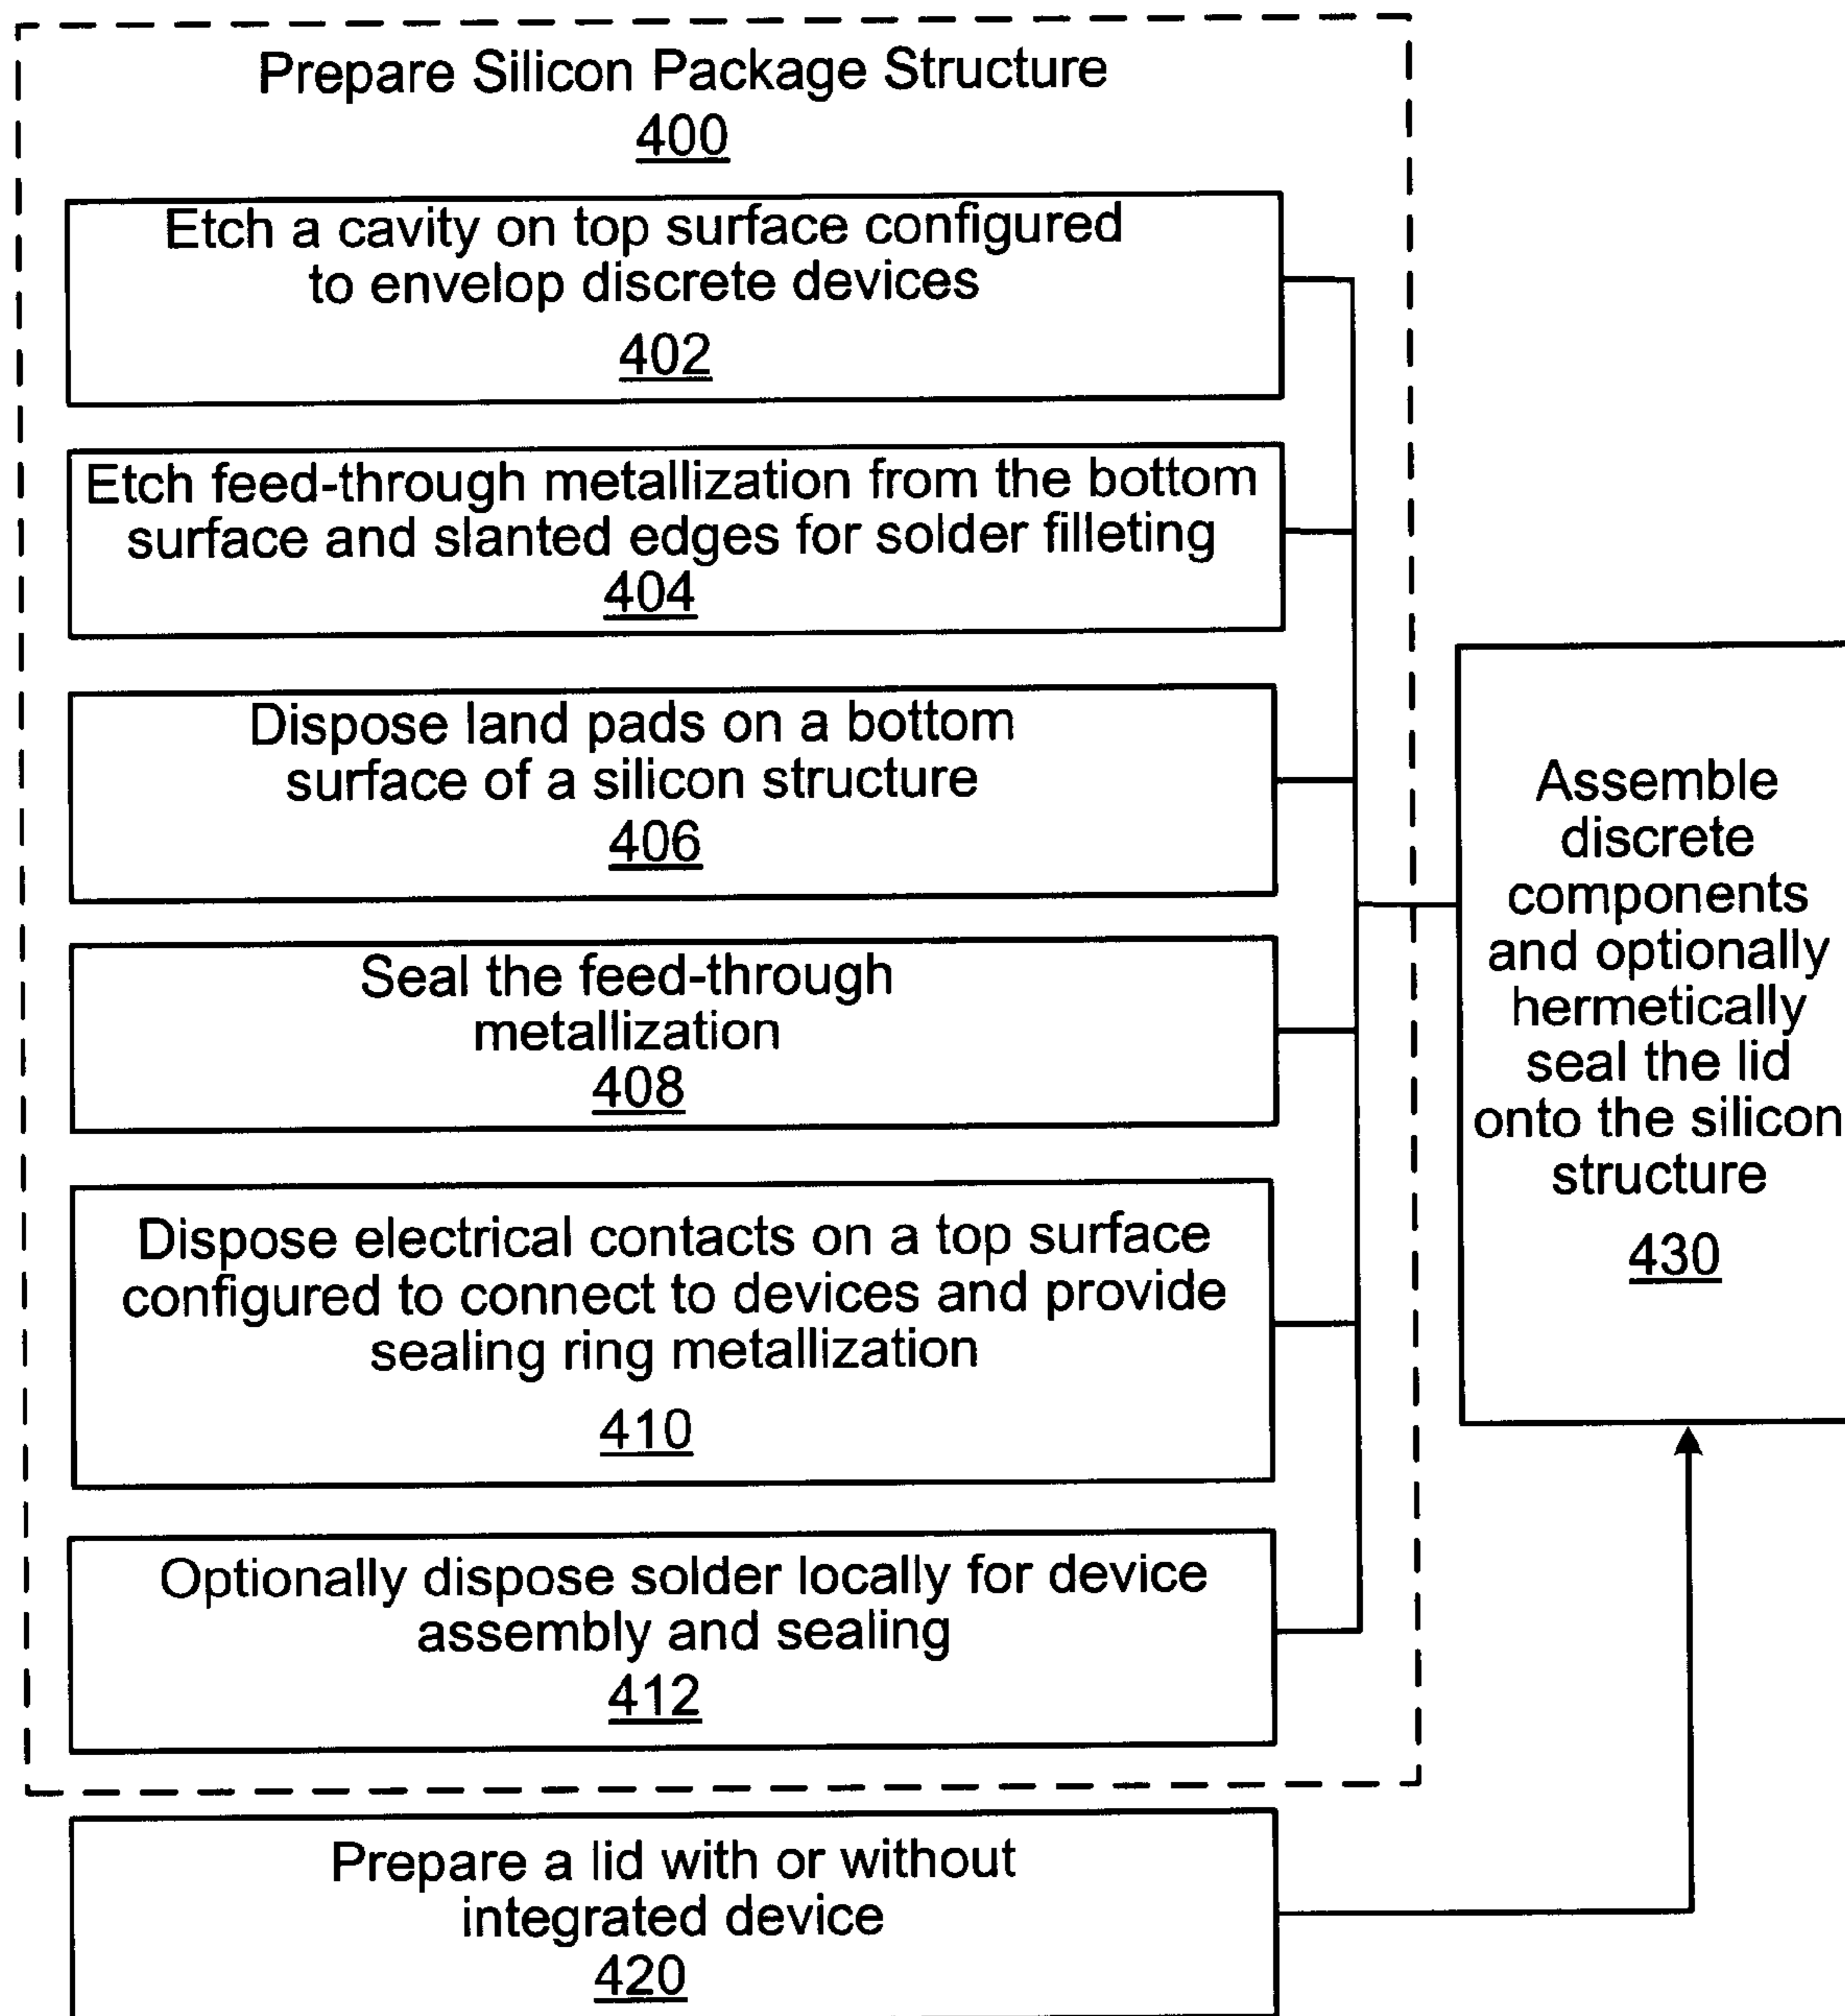 Prepare Silicon Package Structure
400
Etch a cavity on top surface configured
to envelop discrete devices
402
Etch feed-through metallization from the bottom
surface and slanted edges for solder filleting
404
Dispose land pads on a bottom
surface of a silicon structure
406
Seal the feed-through
metallization
408
Dispose electrical contacts on a top surface
configured to connect to devices and provide
sealing ring metallization
410
Optionally dispose solder locally for device
assembly and sealing
412
Prepare a lid with or without
integrated device
420
Assemble
discrete
components
and optionally
hermetically
seal the lid
onto the silicon
structure
430